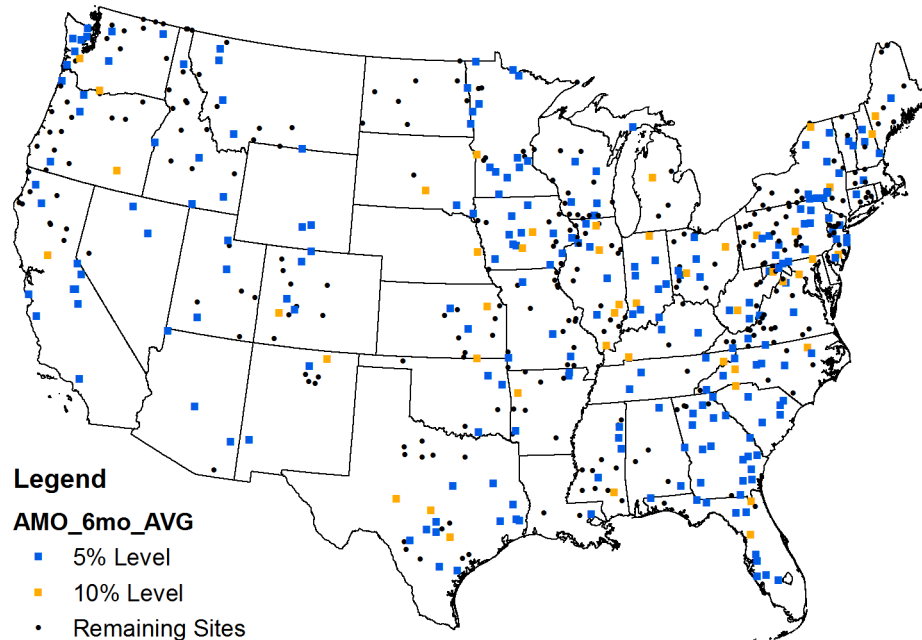 Legend
AMO_6mo_AVG
5% Level
10% Level
Remaining Sites